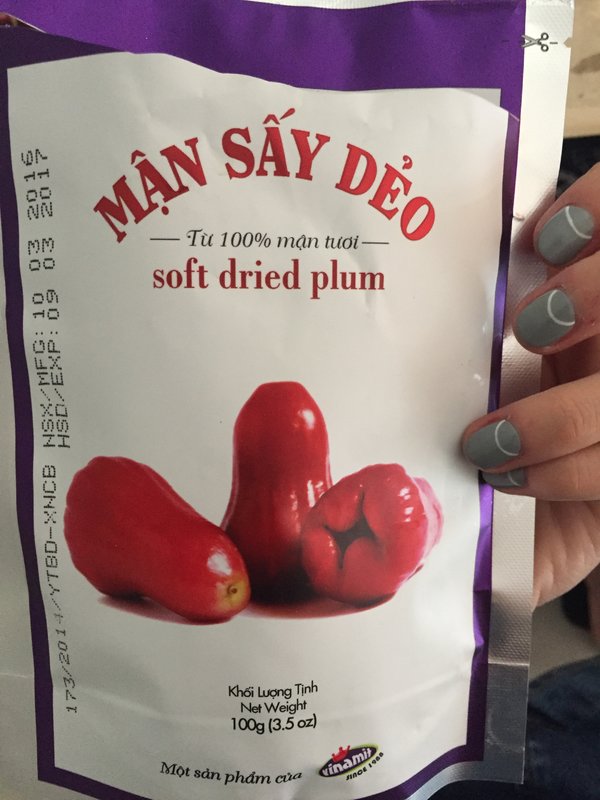 MẬN SẤY DẺO
Từ 100% mận tươi
soft dried plum
NSX/MFG: 10 03 2016
HSD/EXP: 09 03 2017
173/2014/YTBD-XNCB
Khối Lượng Tịnh
Net Weight
100g (3.5 oz)
Một sản phẩm của
vinamit
SINCE 1988